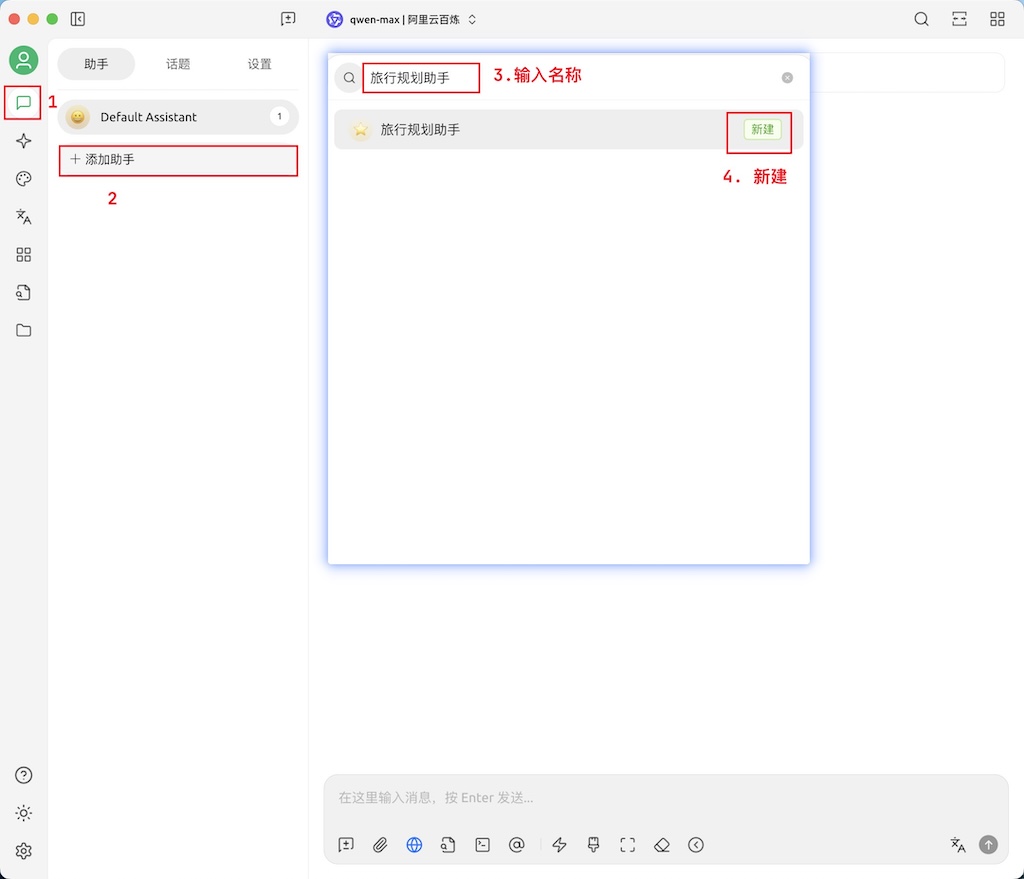 qwen-max | 阿里云百炼
助手
话题
设置
旅行规划助手
3.输入名称
1
Default Assistant
1
旅行规划助手
新建
+ 添加助手
4. 新建
2
在这里输入消息，按 Enter 发送...